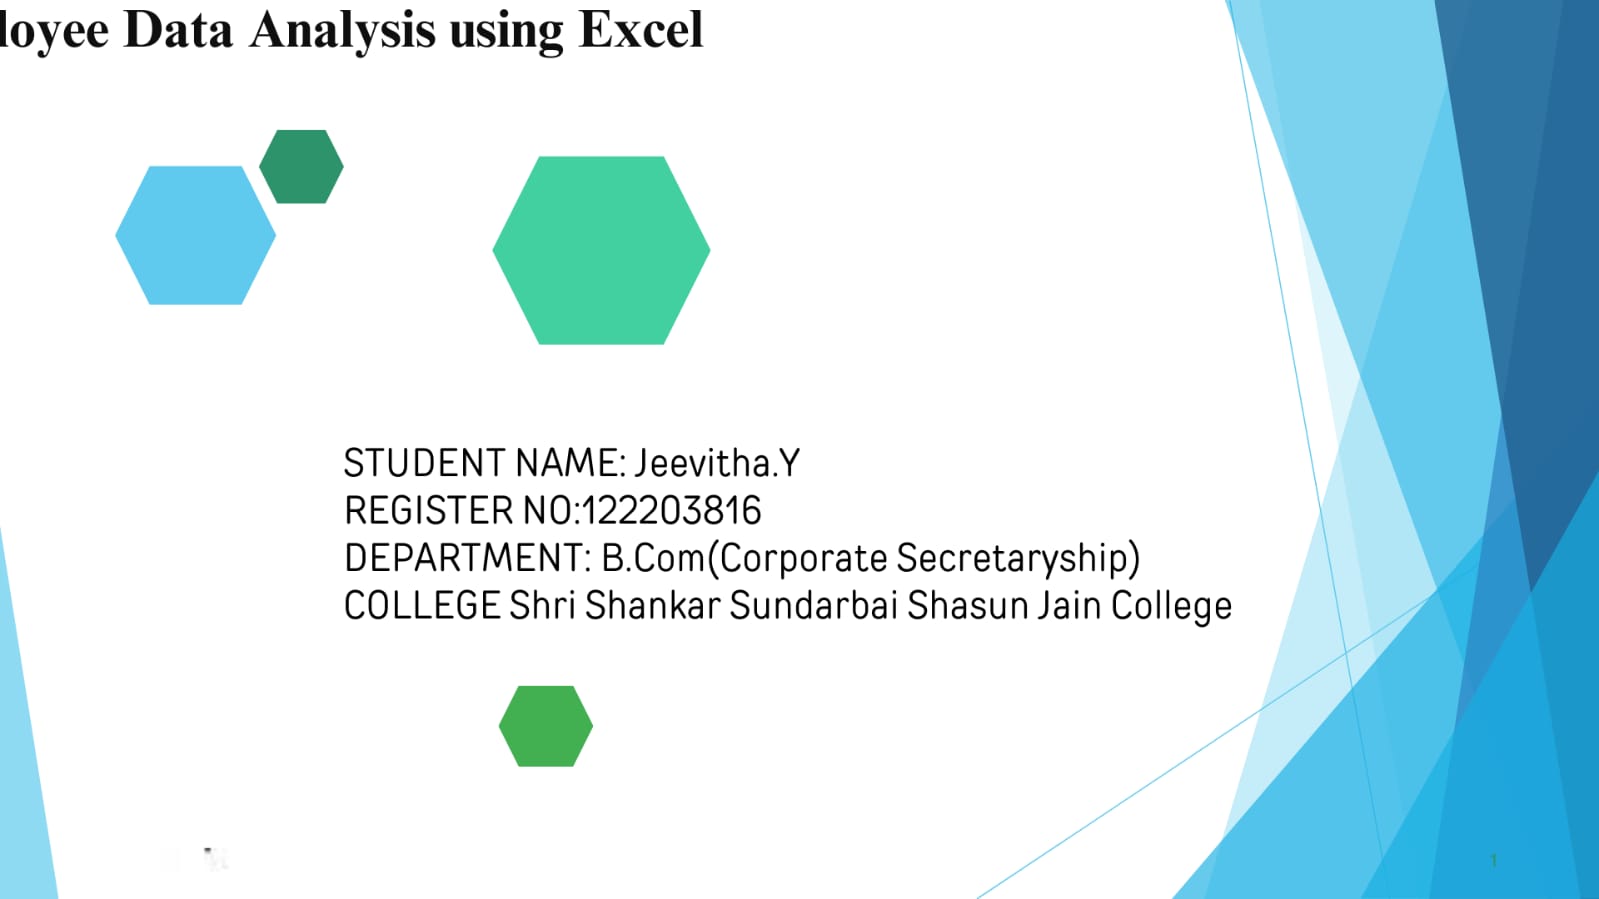 loyee Data Analysis using Excel
STUDENT NAME: Jeevitha.Y
REGISTER NO:122203816
DEPARTMENT: B.Com(Corporate Secretaryship)
COLLEGE Shri Shankar Sundarbai Shasun Jain College
1